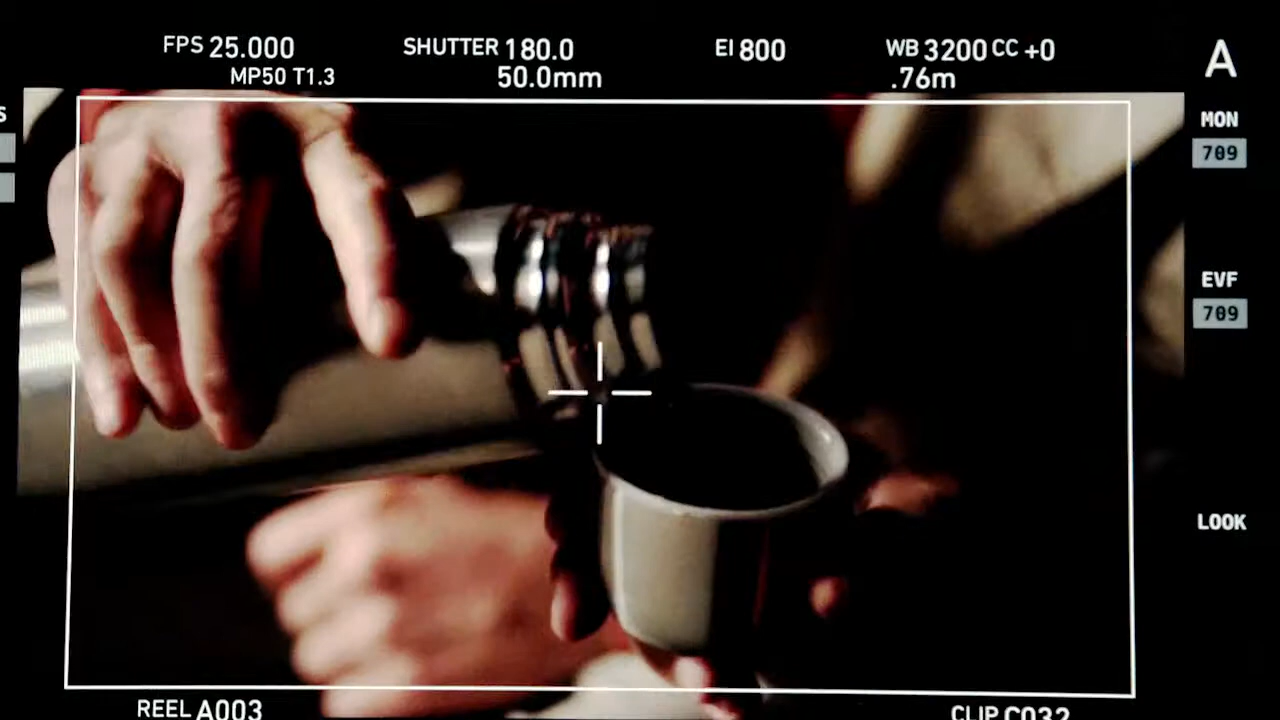 FPS 25.000 SHUTTER 180.0 EI 800 WB 3200 CC +0
MP50 T1.3 50.0mm .76m
A
MON
709
EVF
709
LOOK
REEL A003 CLIP C032